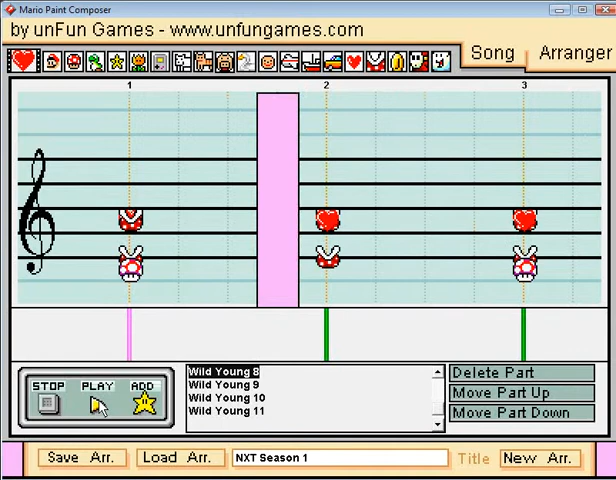 Mario Paint Composer
by unFun Games - www.unfungames.com
Song
Arranger
1 2 3
STOP PLAY ADD
Wild Young 8
Wild Young 9
Wild Young 10
Wild Young 11
Delete Part
Move Part Up
Move Part Down
Save Arr. Load Arr. NXT Season 1 Title New Arr.